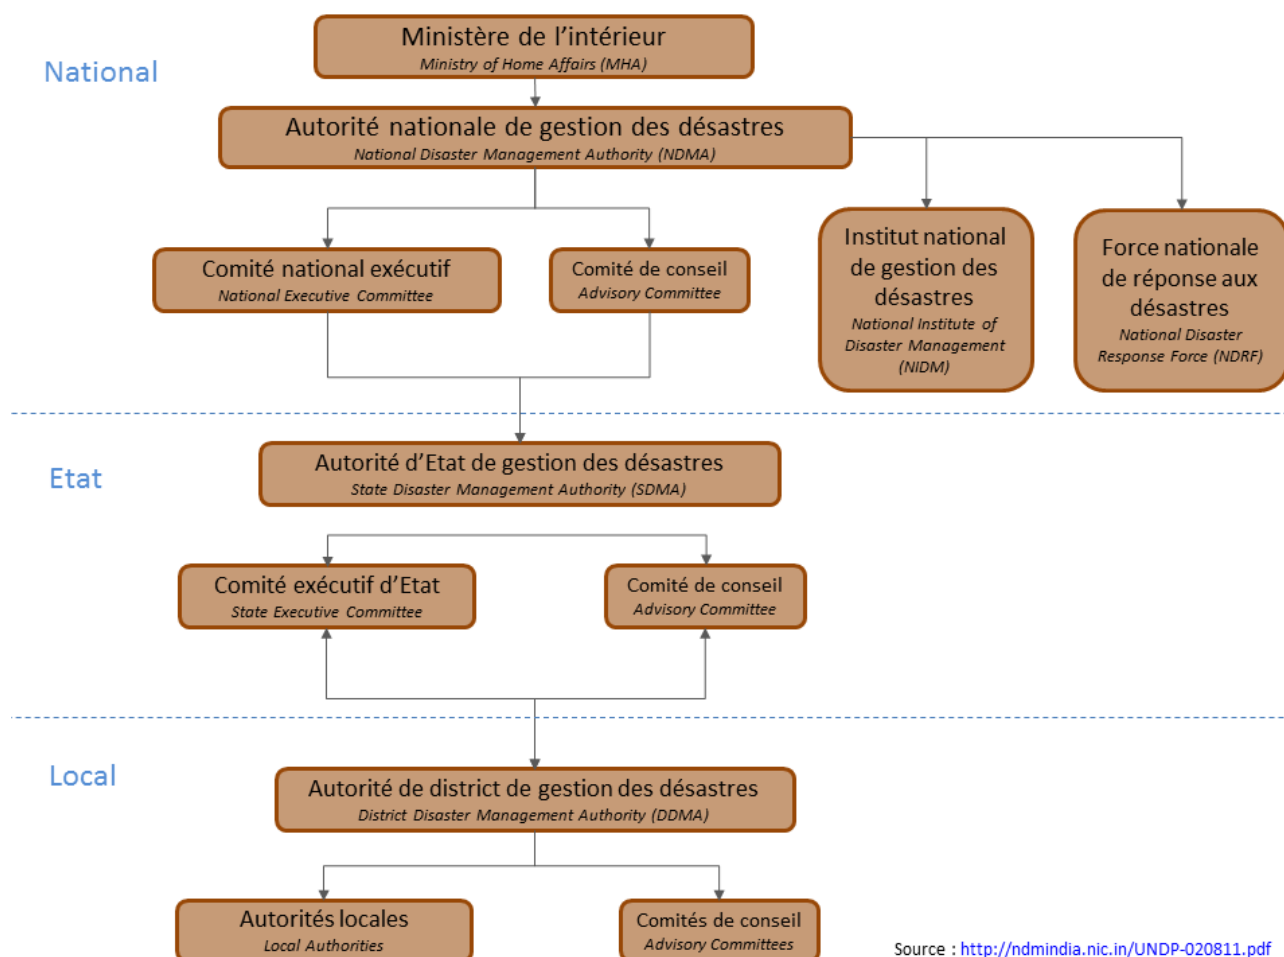 Ministère de l'intérieur
Ministry of Home Affairs (MHA)
National
Autorité nationale de gestion des désastres
National Disaster Management Authority (NDMA)
Comité national exécutif
National Executive Committee
Comité de conseil
Advisory Committee
Institut national
de gestion des
désastres
National Institute of
Disaster Management
(NIDM)
Force nationale
de réponse aux
désastres
National Disaster
Response Force (NDRF)
Etat
Autorité d'Etat de gestion des désastres
State Disaster Management Authority (SDMA)
Comité exécutif d'Etat
State Executive Committee
Comité de conseil
Advisory Committee
Local
Autorité de district de gestion des désastres
District Disaster Management Authority (DDMA)
Autorités locales
Local Authorities
Comités de conseil
Advisory Committees
Source : http://ndmindia.nic.in/UNDP-020811.pdf